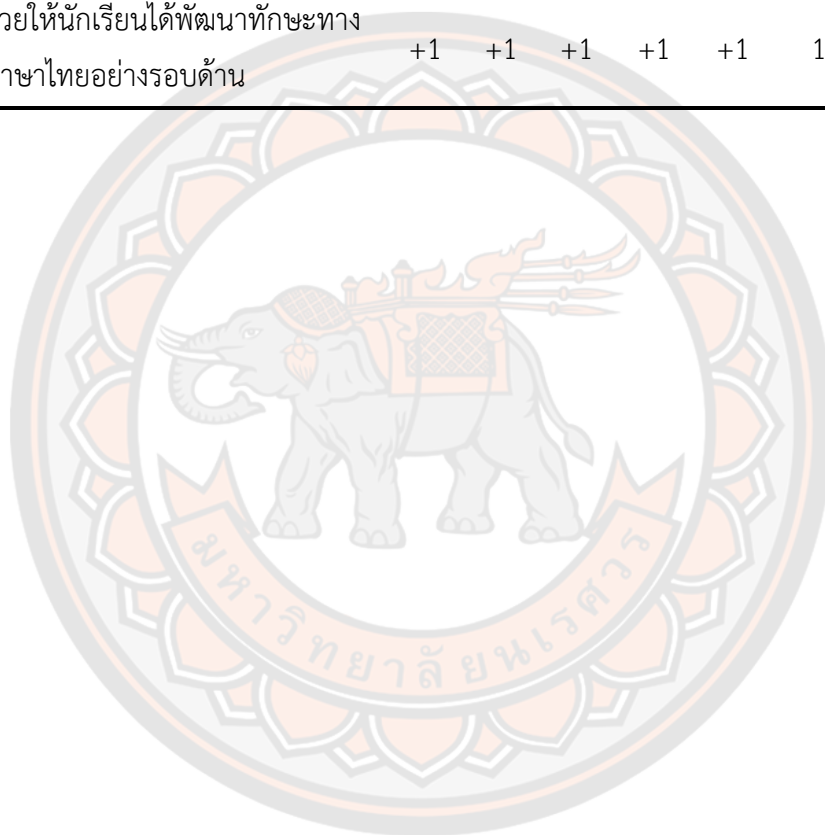 วยให้นักเรียนได้พัฒนาทักษะทาง
าษาไทยอย่างรอบด้าน +1 +1 +1 +1 +1 1
มหาวิทยาลัยนเรศวร